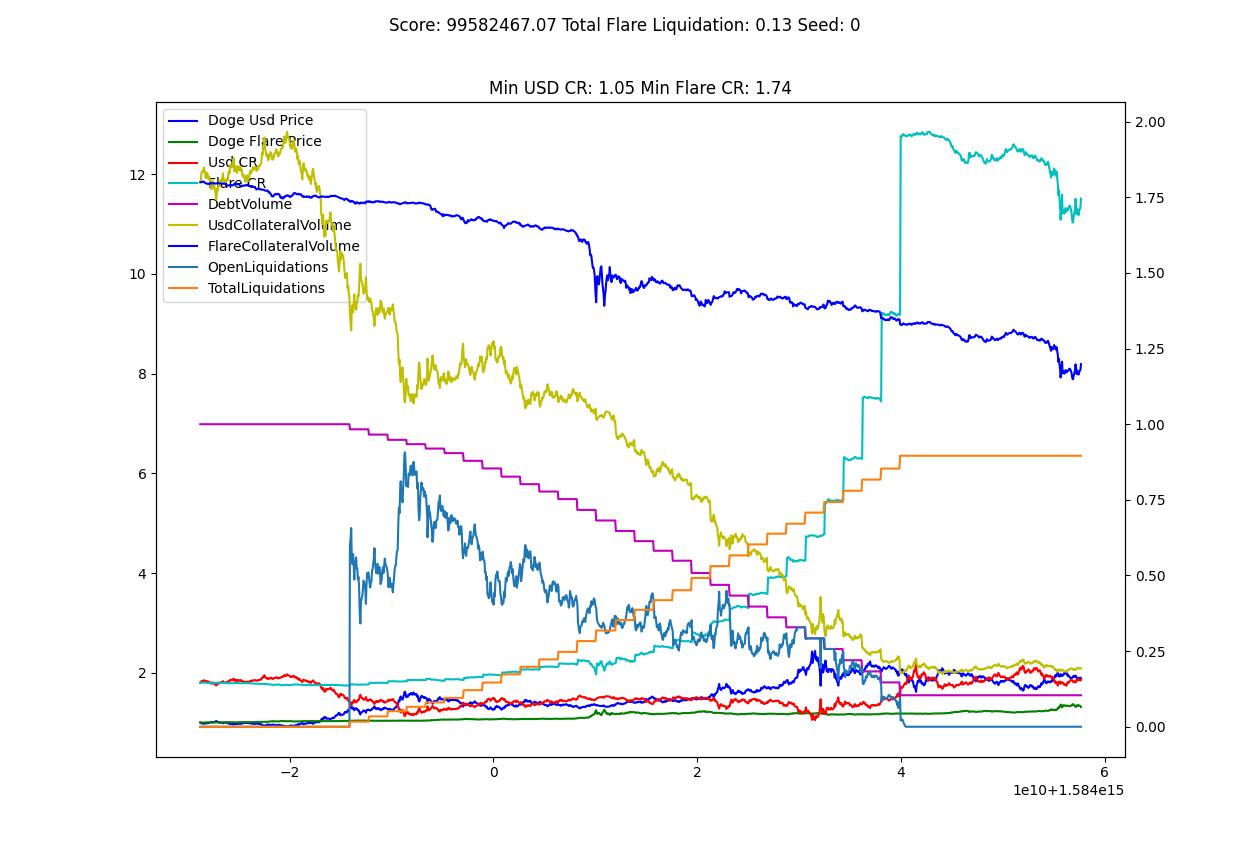 Score: 99582467.07 Total Flare Liquidation: 0.13 Seed: 0
Min USD CR: 1.05 Min Flare CR: 1.74
Doge Usd Price
Doge Flare Price
Usd CR
Flare CR
DebtVolume
UsdCollateralVolume
FlareCollateralVolume
OpenLiquidations
TotalLiquidations
12
10
8
6
4
2
2.00
1.75
1.50
1.25
1.00
0.75
0.50
0.25
0.00
−2 0 2 4 6
1e10+1.584e15